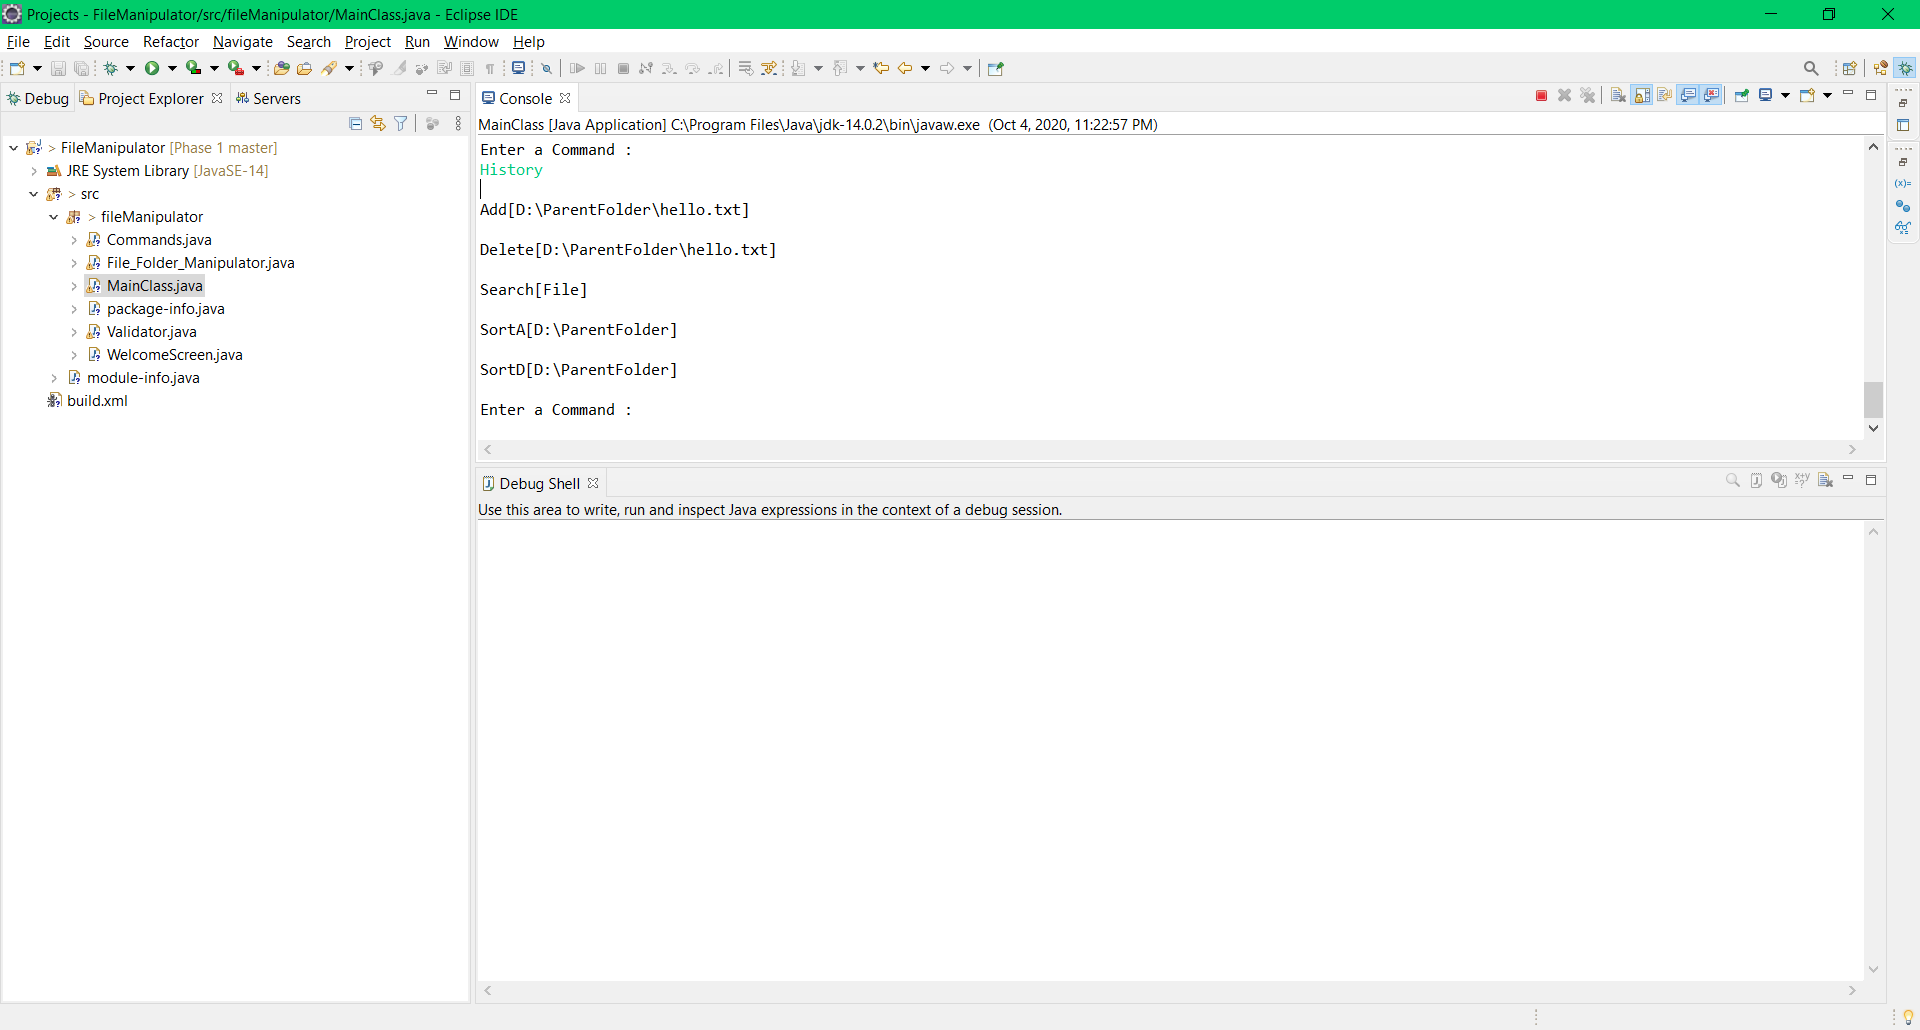 Projects - FileManipulator/src/fileManipulator/MainClass.java - Eclipse IDE
File Edit Source Refactor Navigate Search Project Run Window Help
Debug Project Explorer Servers
FileManipulator [Phase 1 master]
JRE System Library [JavaSE-14]
src
fileManipulator
Commands.java
File_Folder_Manipulator.java
MainClass.java
package-info.java
Validator.java
WelcomeScreen.java
module-info.java
build.xml
Console
MainClass [Java Application] C:\Program Files\Java\jdk-14.0.2\bin\javaw.exe (Oct 4, 2020, 11:22:57 PM)
Enter a Command :
History
Add[D:\ParentFolder\hello.txt]
Delete[D:\ParentFolder\hello.txt]
Search[File]
SortA[D:\ParentFolder]
SortD[D:\ParentFolder]
Enter a Command :
Debug Shell
Use this area to write, run and inspect Java expressions in the context of a debug session.